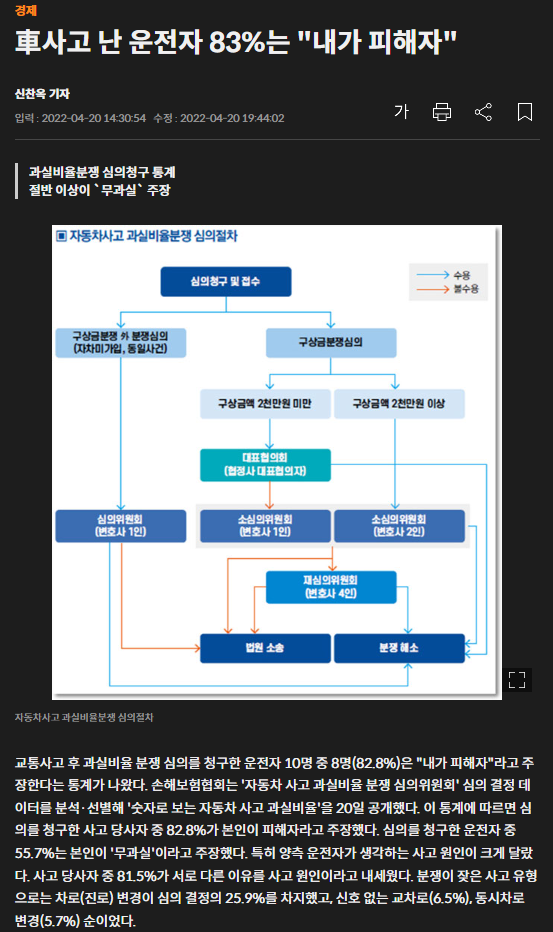 경제
車사고 난 운전자 83%는 "내가 피해자"
신찬옥 기자
입력 : 2022-04-20 14:30:54 수정 : 2022-04-20 19:44:02
가
과실비율분쟁 심의청구 통계
절반 이상이 `무과실` 주장
▣ 자동차사고 과실비율분쟁 심의절차
심의청구 및 접수
수용
불수용
구상금분쟁 外 분쟁심의
(자차미가입, 동일사건)
구상금분쟁심의
구상금액 2천만원 미만
구상금액 2천만원 이상
대표협의회
(협정사 대표협의자)
심의위원회
(변호사 1인)
소심의위원회
(변호사 1인)
소심의위원회
(변호사 2인)
재심의위원회
(변호사 4인)
법원 소송
분쟁 해소
자동차사고 과실비율분쟁 심의절차
교통사고 후 과실비율 분쟁 심의를 청구한 운전자 10명 중 8명(82.8%)은 "내가 피해자"라고 주
장한다는 통계가 나왔다. 손해보험협회는 '자동차 사고 과실비율 분쟁 심의위원회' 심의 결정 데
이터를 분석·선별해 '숫자로 보는 자동차 사고 과실비율'을 20일 공개했다. 이 통계에 따르면 심
의를 청구한 사고 당사자 중 82.8%가 본인이 피해자라고 주장했다. 심의를 청구한 운전자 중
55.7%는 본인이 '무과실'이라고 주장했다. 특히 양측 운전자가 생각하는 사고 원인이 크게 달랐
다. 사고 당사자 중 81.5%가 서로 다른 이유를 사고 원인이라고 내세웠다. 분쟁이 잦은 사고 유형
으로는 차로(진로) 변경이 심의 결정의 25.9%를 차지했고, 신호 없는 교차로(6.5%), 동시차로
변경(5.7%) 순이었다.